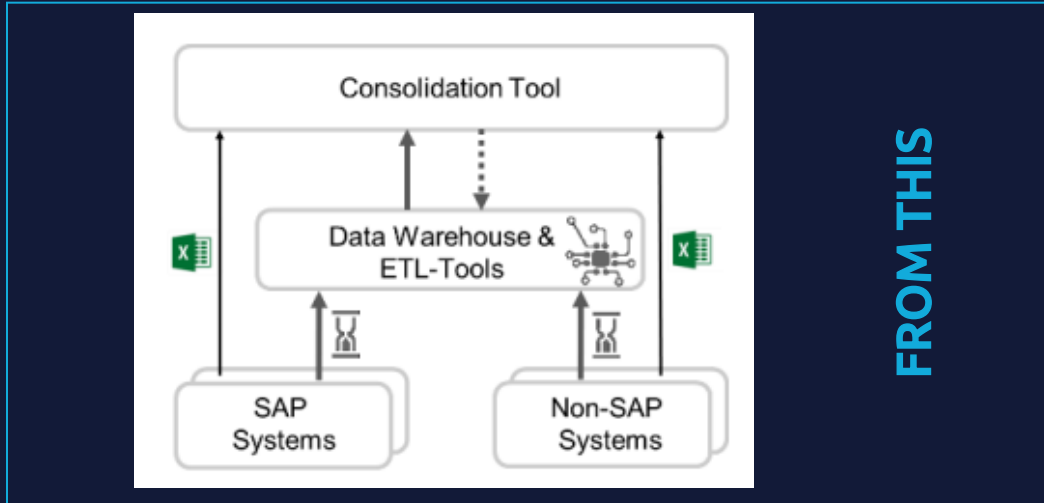 Consolidation Tool
Data Warehouse &
ETL-Tools
X
X
SAP
Systems
Non-SAP
Systems
FROM THIS